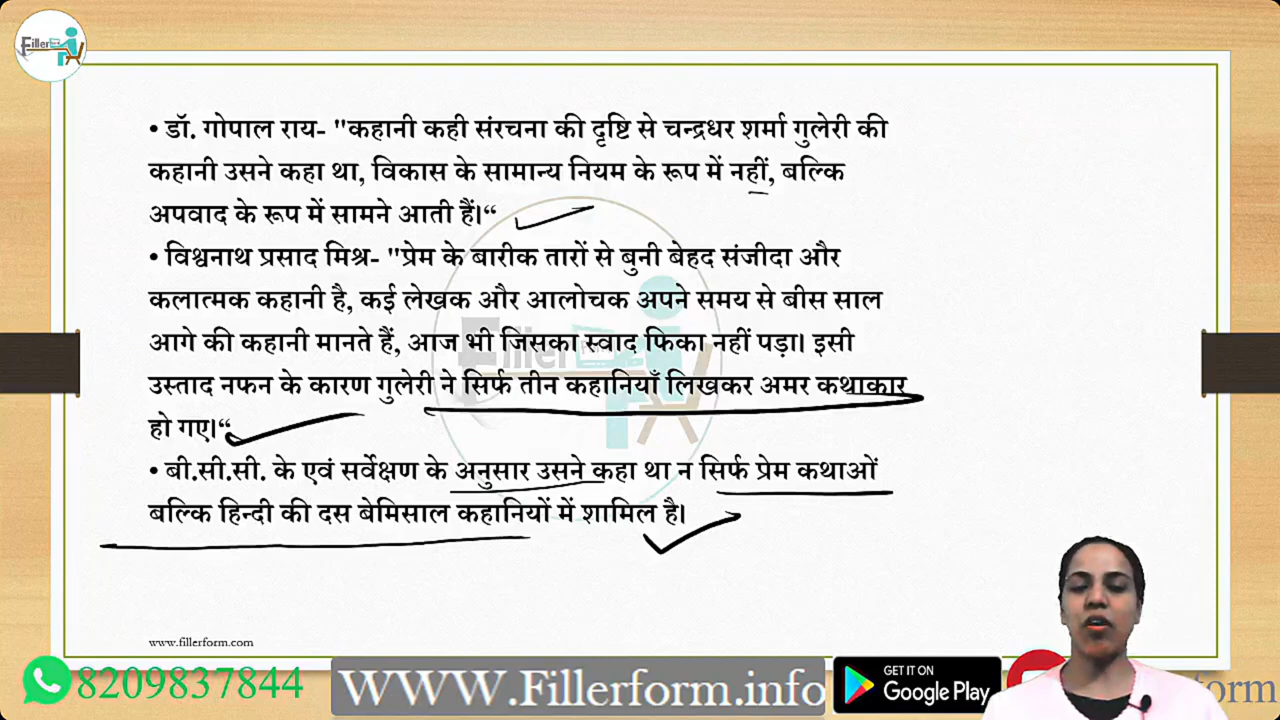 Filler
• डॉ. गोपाल राय- "कहानी कही संरचना की दृष्टि से चन्द्रधर शर्मा गुलेरी की
कहानी उसने कहा था, विकास के सामान्य नियम के रूप में नहीं, बल्कि
अपवाद के रूप में सामने आती हैं।“
• विश्वनाथ प्रसाद मिश्र- "प्रेम के बारीक तारों से बुनी बेहद संजीदा और
कलात्मक कहानी है, कई लेखक और आलोचक अपने समय से बीस साल
आगे की कहानी मानते हैं, आज भी जिसका स्वाद फिका नहीं पड़ा। इसी
उस्ताद नफन के कारण गुलेरी ने सिर्फ तीन कहानियाँ लिखकर अमर कथाकार
हो गए।“
• बी.सी.सी. के एवं सर्वेक्षण के अनुसार उसने कहा था न सिर्फ प्रेम कथाओं
बल्कि हिन्दी की दस बेमिसाल कहानियों में शामिल है।
www.fillerform.com
8209837844
WWW.Fillerform.info
GET IT ON
Google Play